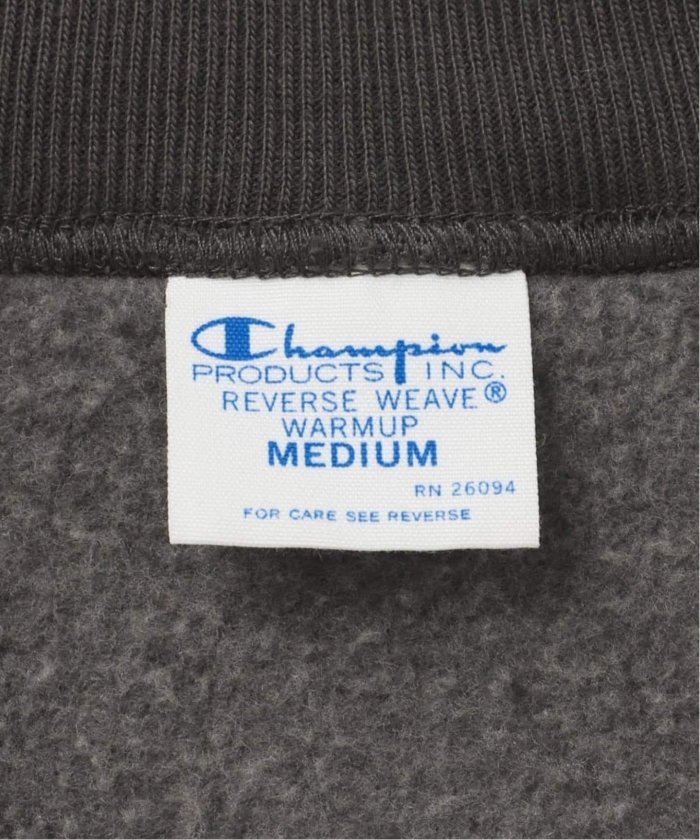 Champion
PRODUCTS INC.
REVERSE WEAVE®
WARMUP
MEDIUM
RN 26094
FOR CARE SEE REVERSE